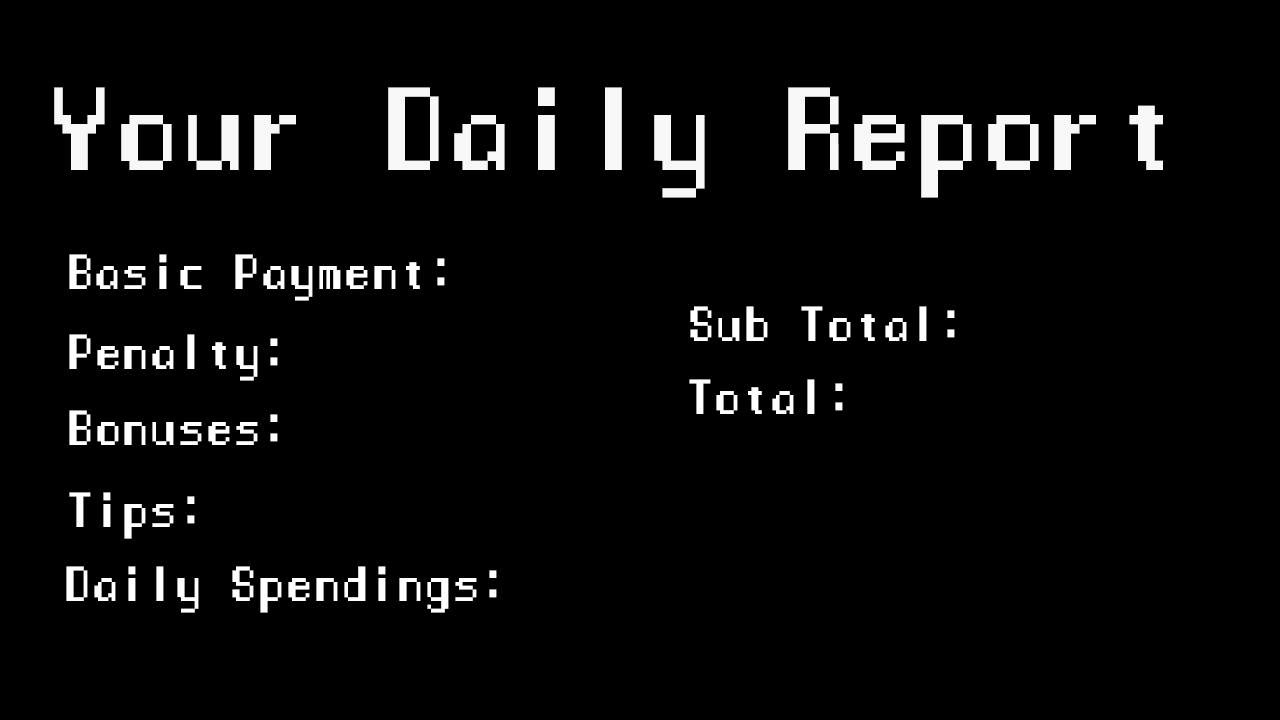 Your Daily Report
Basic Payment:
Penalty:
Bonuses:
Tips:
Daily Spendings:
Sub Total:
Total: